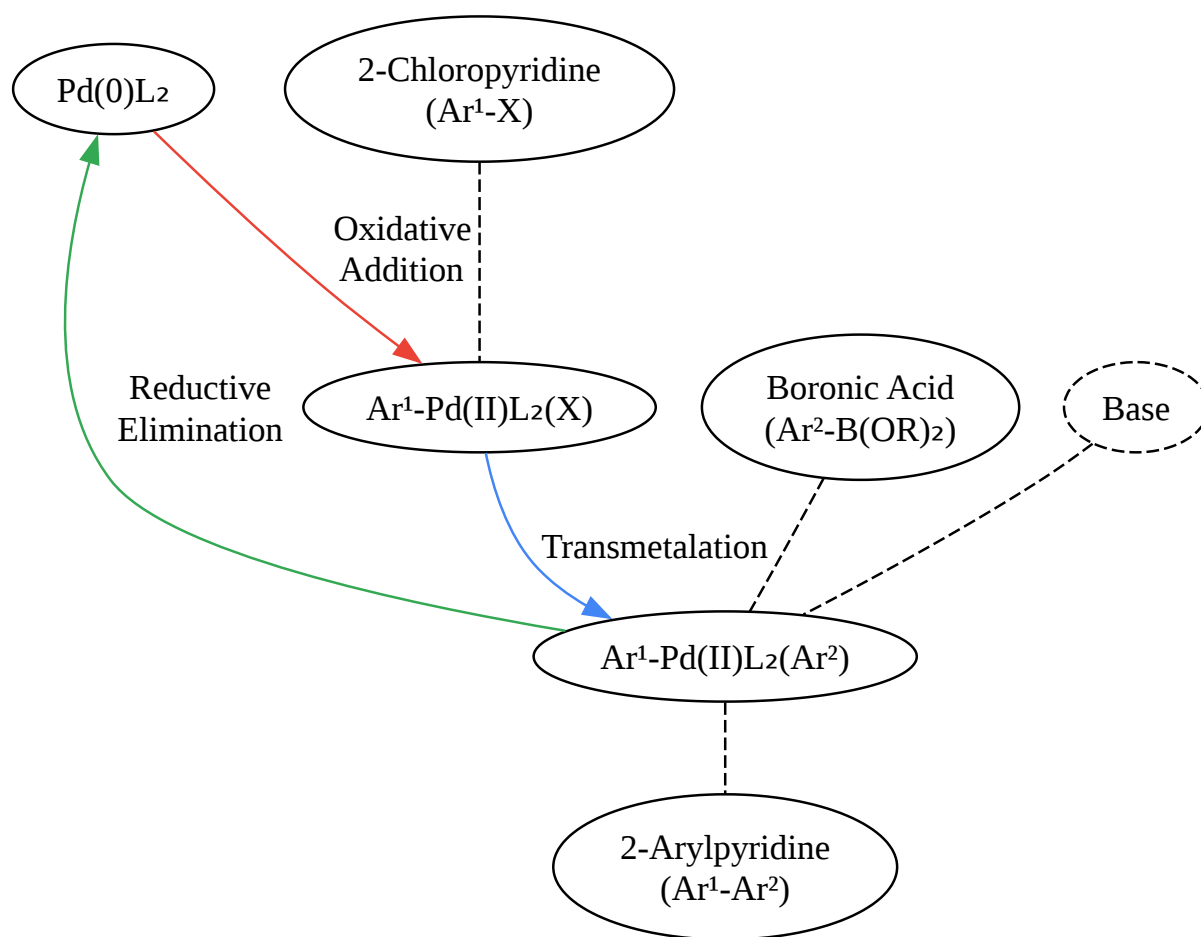 Pd(0)L₂
2-Chloropyridine
(Ar¹-X)
Oxidative
Addition
Reductive
Elimination
Ar¹-Pd(II)L₂(X)
Boronic Acid
(Ar²-B(OR)₂)
Base
Transmetalation
Ar¹-Pd(II)L₂(Ar²)
2-Arylpyridine
(Ar¹-Ar²)